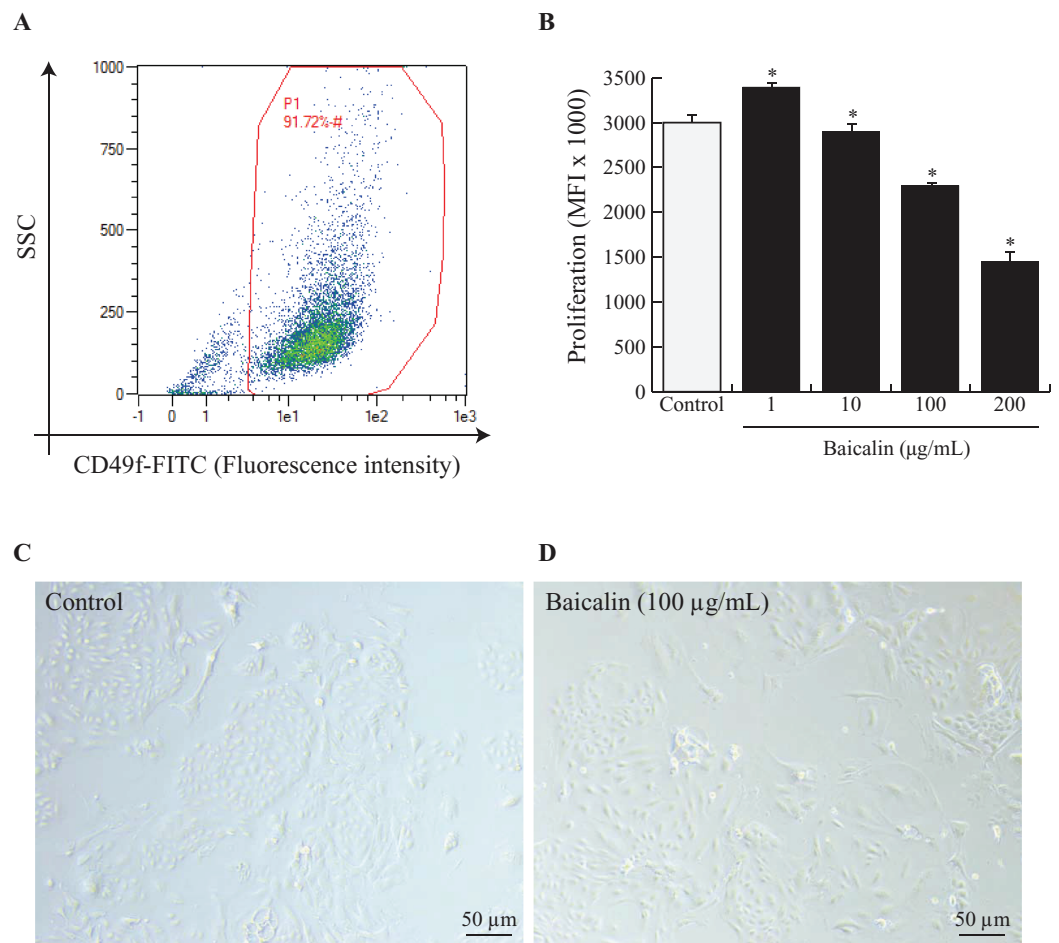 A
1000
750
500
250
0
SSC
P1
91.72%-#
-1 0 1 1e1 1e2 1e3
CD49f-FITC (Fluorescence intensity)
B
Proliferation (MFI x 1000)
3500
3000
2500
2000
1500
1000
500
0
* * * *
Control 1 10 100 200
Baicalin (µg/mL)
C
Control
50 µm
D
Baicalin (100 µg/mL)
50 µm